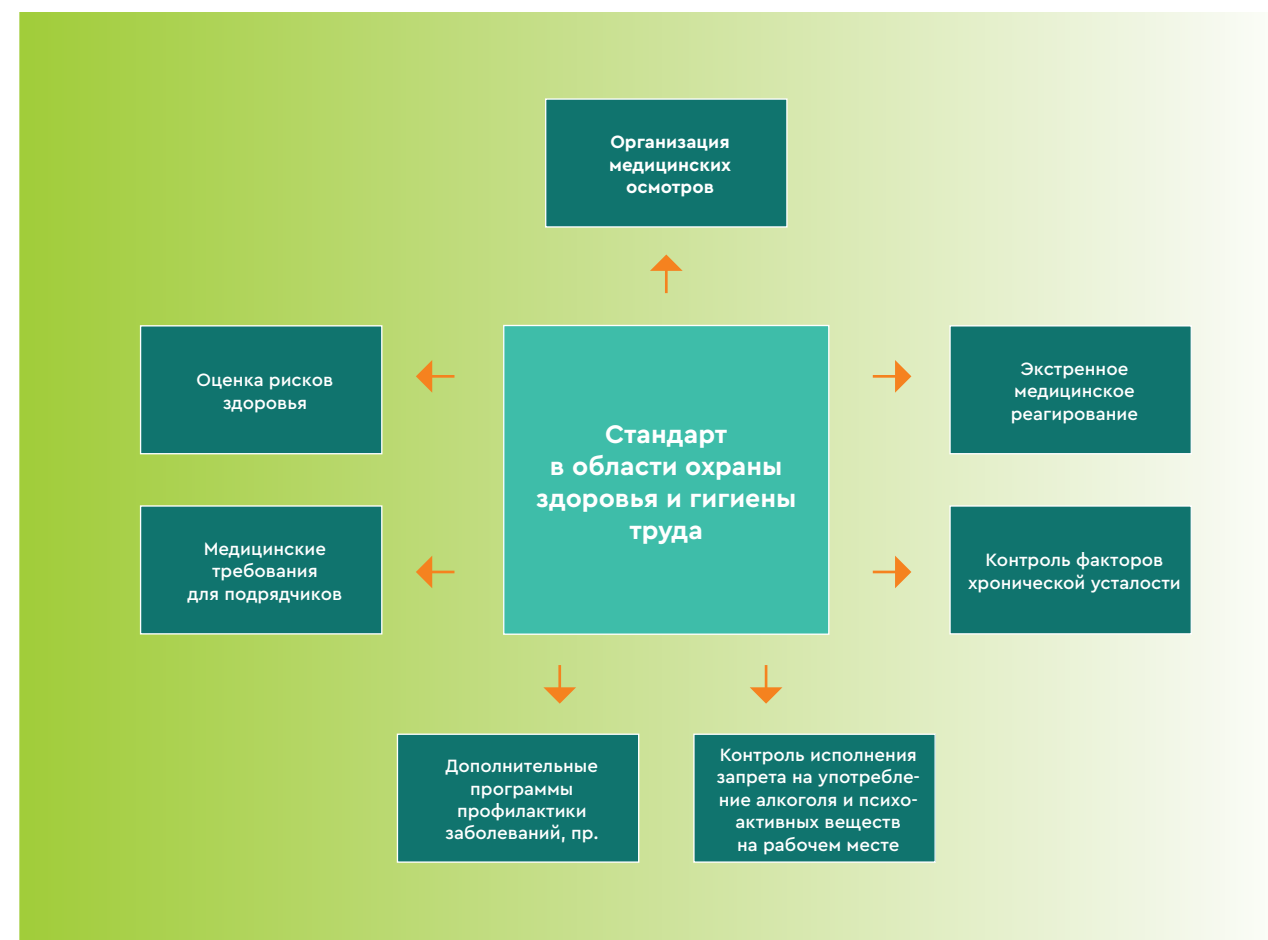 Организация
медицинских
осмотров
Оценка рисков
здоровья
Стандарт
в области охраны
здоровья и гигиены
труда
Экстренное
медицинское
реагирование
Медицинские
требования
для подрядчиков
Контроль факторов
хронической усталости
Дополнительные
программы
профилактики
заболеваний, пр.
Контроль исполнения
запрета на употребле-
ние алкоголя и психо-
активных веществ
на рабочем месте